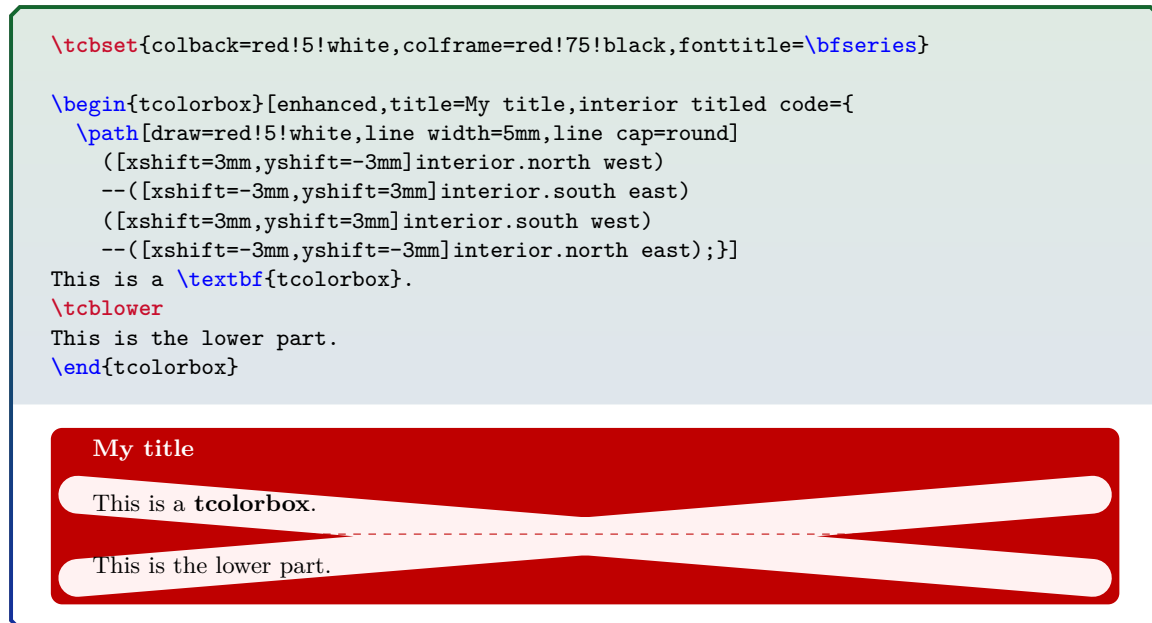 \tcbset{colback=red!5!white,colframe=red!75!black,fonttitle=\bfseries}

\begin{tcolorbox}[enhanced,title=My title,interior titled code={
  \path[draw=red!5!white,line width=5mm,line cap=round]
    ([xshift=3mm,yshift=-3mm]interior.north west)
    --([xshift=-3mm,yshift=3mm]interior.south east)
    ([xshift=3mm,yshift=3mm]interior.south west)
    --([xshift=-3mm,yshift=-3mm]interior.north east);}]
This is a \textbf{tcolorbox}.
\tcblower
This is the lower part.
\end{tcolorbox}
My title
This is a tcolorbox.
This is the lower part.